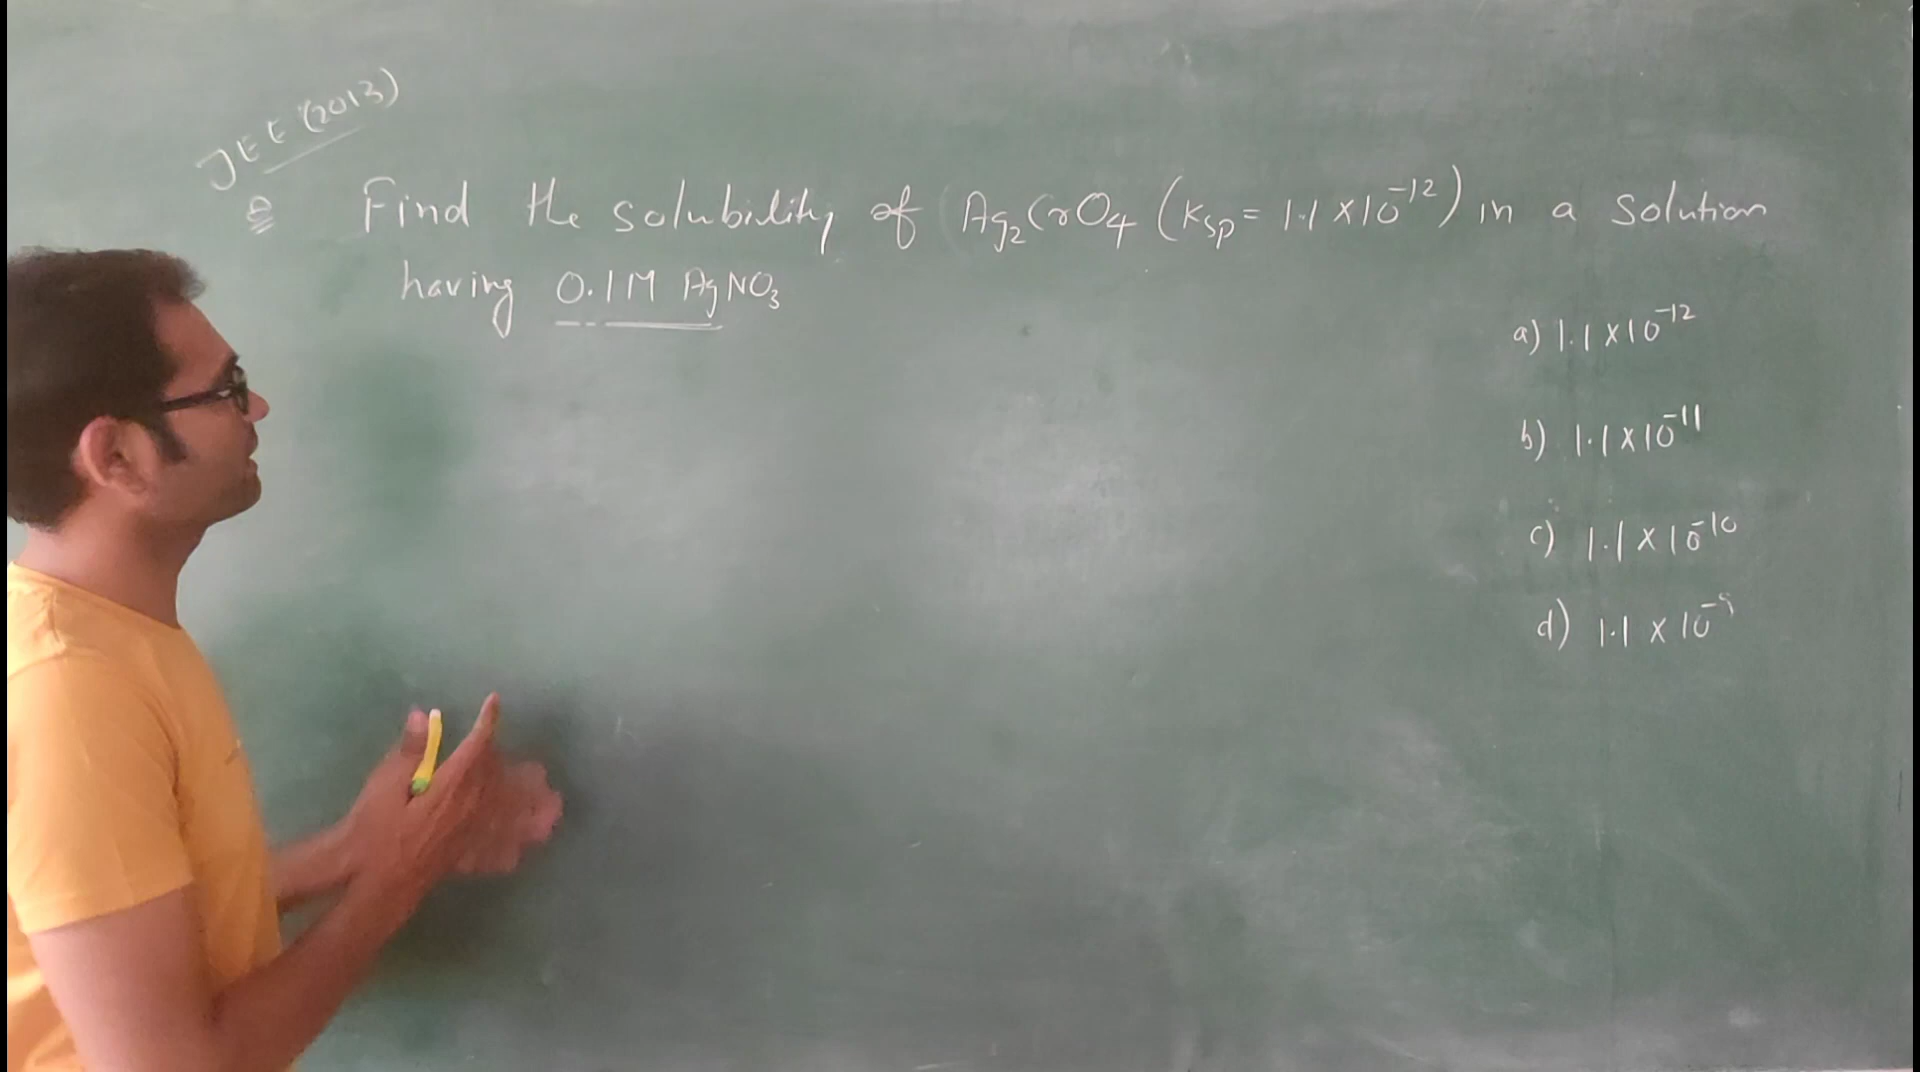 JEE (2013)
Q Find the solubility of Ag₂CrO₄ (Ksp = 1.1 × 10⁻¹²) in a solution
having 0.1M AgNO₃
a) 1.1 × 10⁻¹²
b) 1.1 × 10⁻¹¹
c) 1.1 × 10⁻¹⁰
d) 1.1 × 10⁻⁹